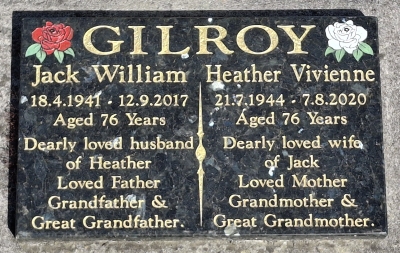 GILROY
Jack William
18.4.1941 - 12.9.2017
Aged 76 Years
Dearly loved husband
of Heather
Loved Father
Grandfather &
Great Grandfather.
Heather Vivienne
21.7.1944 - 7.8.2020
Aged 76 Years
Dearly loved wife
of Jack
Loved Mother
Grandmother &
Great Grandmother.